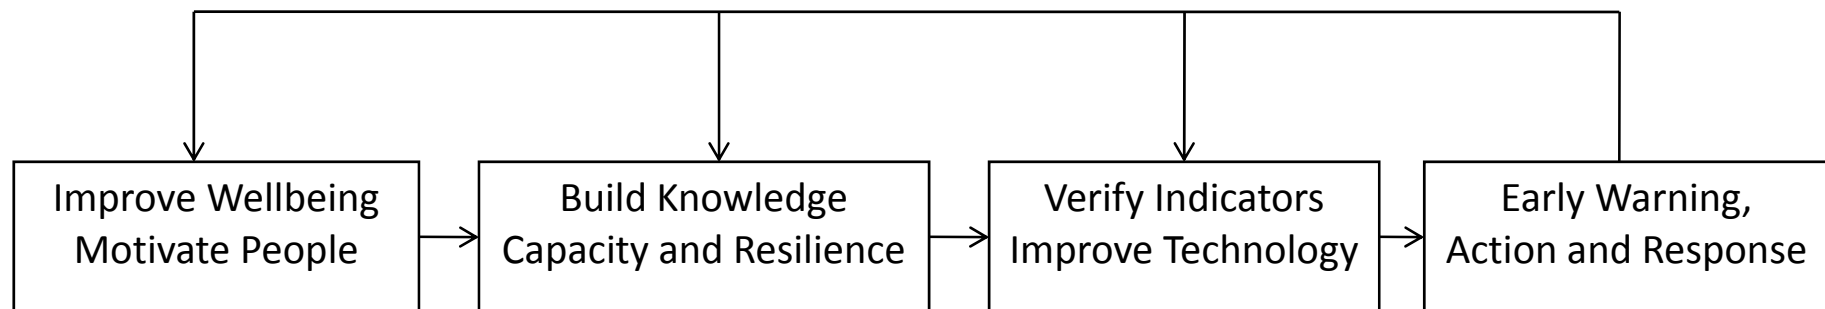 Improve Wellbeing
Motivate People
Build Knowledge
Capacity and Resilience
Verify Indicators
Improve Technology
Early Warning,
Action and Response